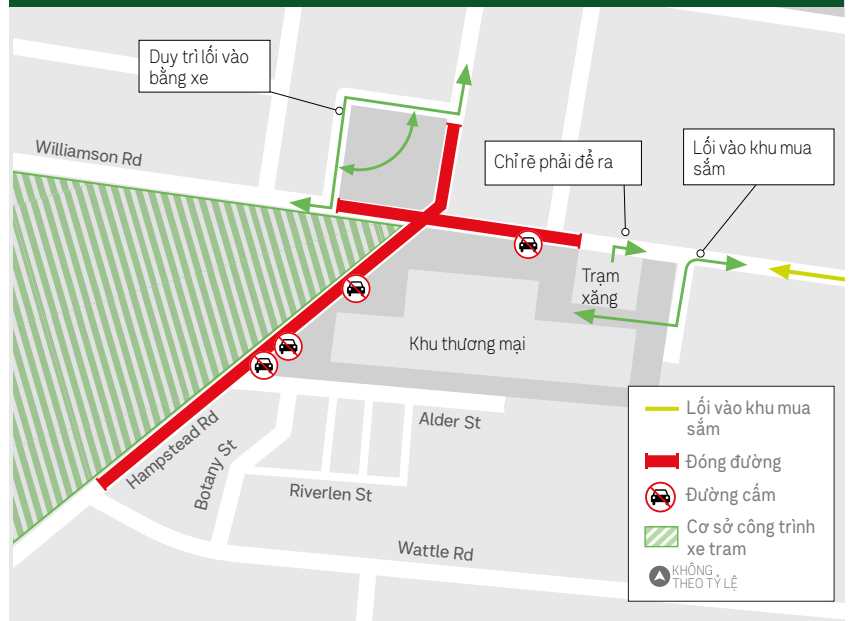 Duy trì lối vào
bằng xe
Williamson Rd
Chỉ rẽ phải để ra
Lối vào khu mua
sắm
Trạm
xăng
Khu thương mại
Hampstead Rd
Botany St
Alder St
Riverlen St
Wattle Rd
Lối vào khu mua
sắm
Đóng đường
Đường cấm
Cơ sở công trình
xe tram
KHÔNG
THEO TỶ LỆ